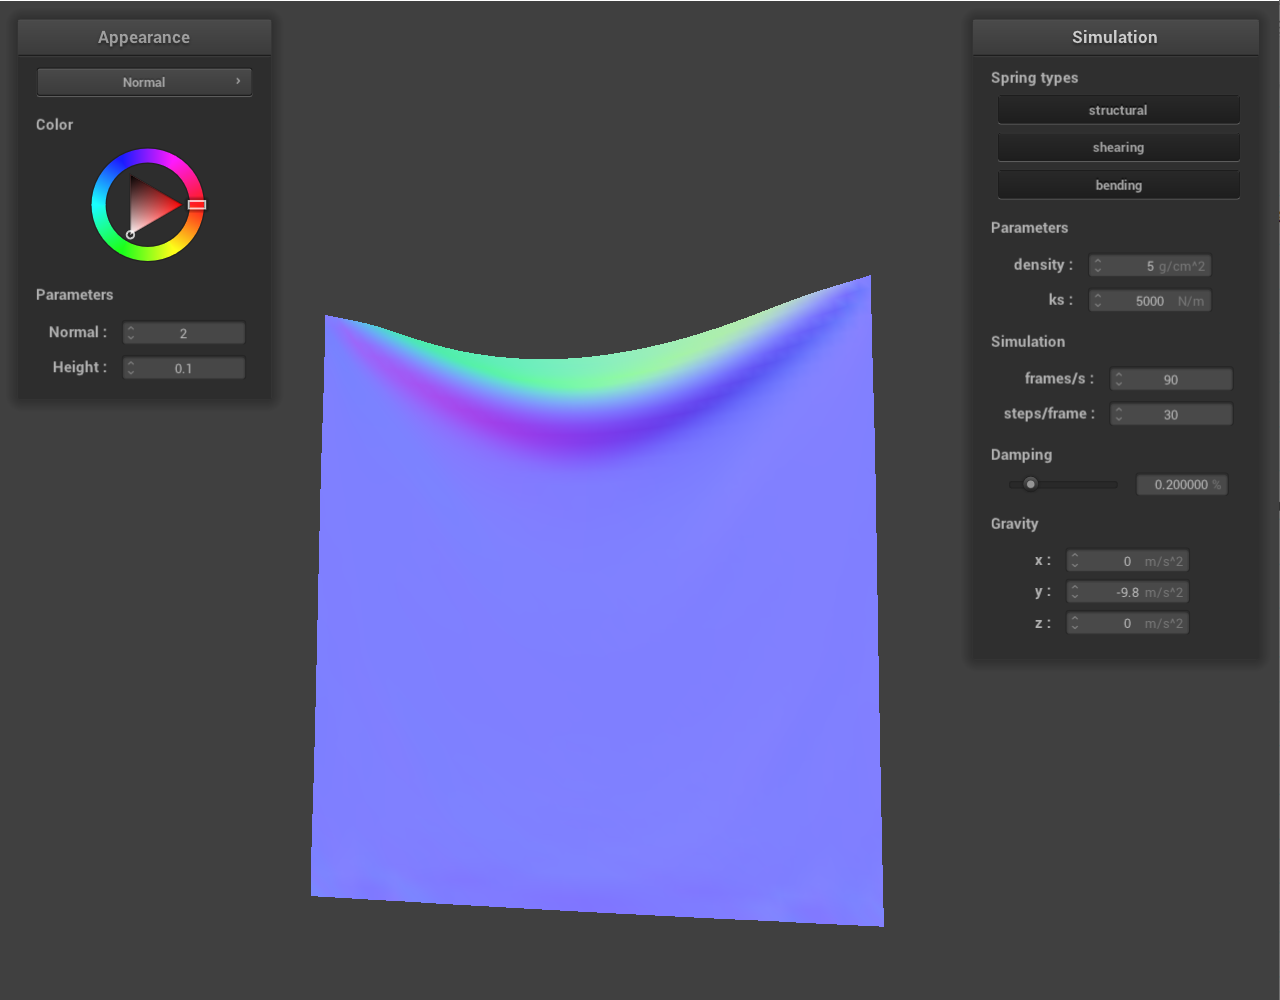 Appearance
Normal
Color
Parameters
Normal : 2
Height : 0.1
Simulation
Spring types
structural
shearing
bending
Parameters
density : 5 g/cm^2
ks : 5000 N/m
Simulation
frames/s : 90
steps/frame : 30
Damping
0.200000 %
Gravity
x : 0 m/s^2
y : -9.8 m/s^2
z : 0 m/s^2